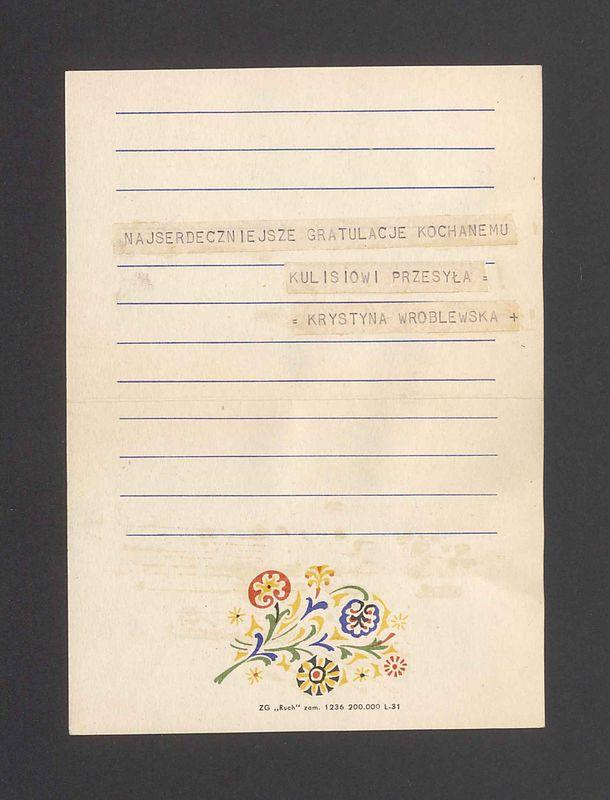 NAJSERDECZNIEJSZE GRATULACJE KOCHANEMU
KULISIOWI PRZESYŁA =
= KRYSTYNA WROBLEWSKA +
ZG „Ruch" zam. 1236 200.000 L-31